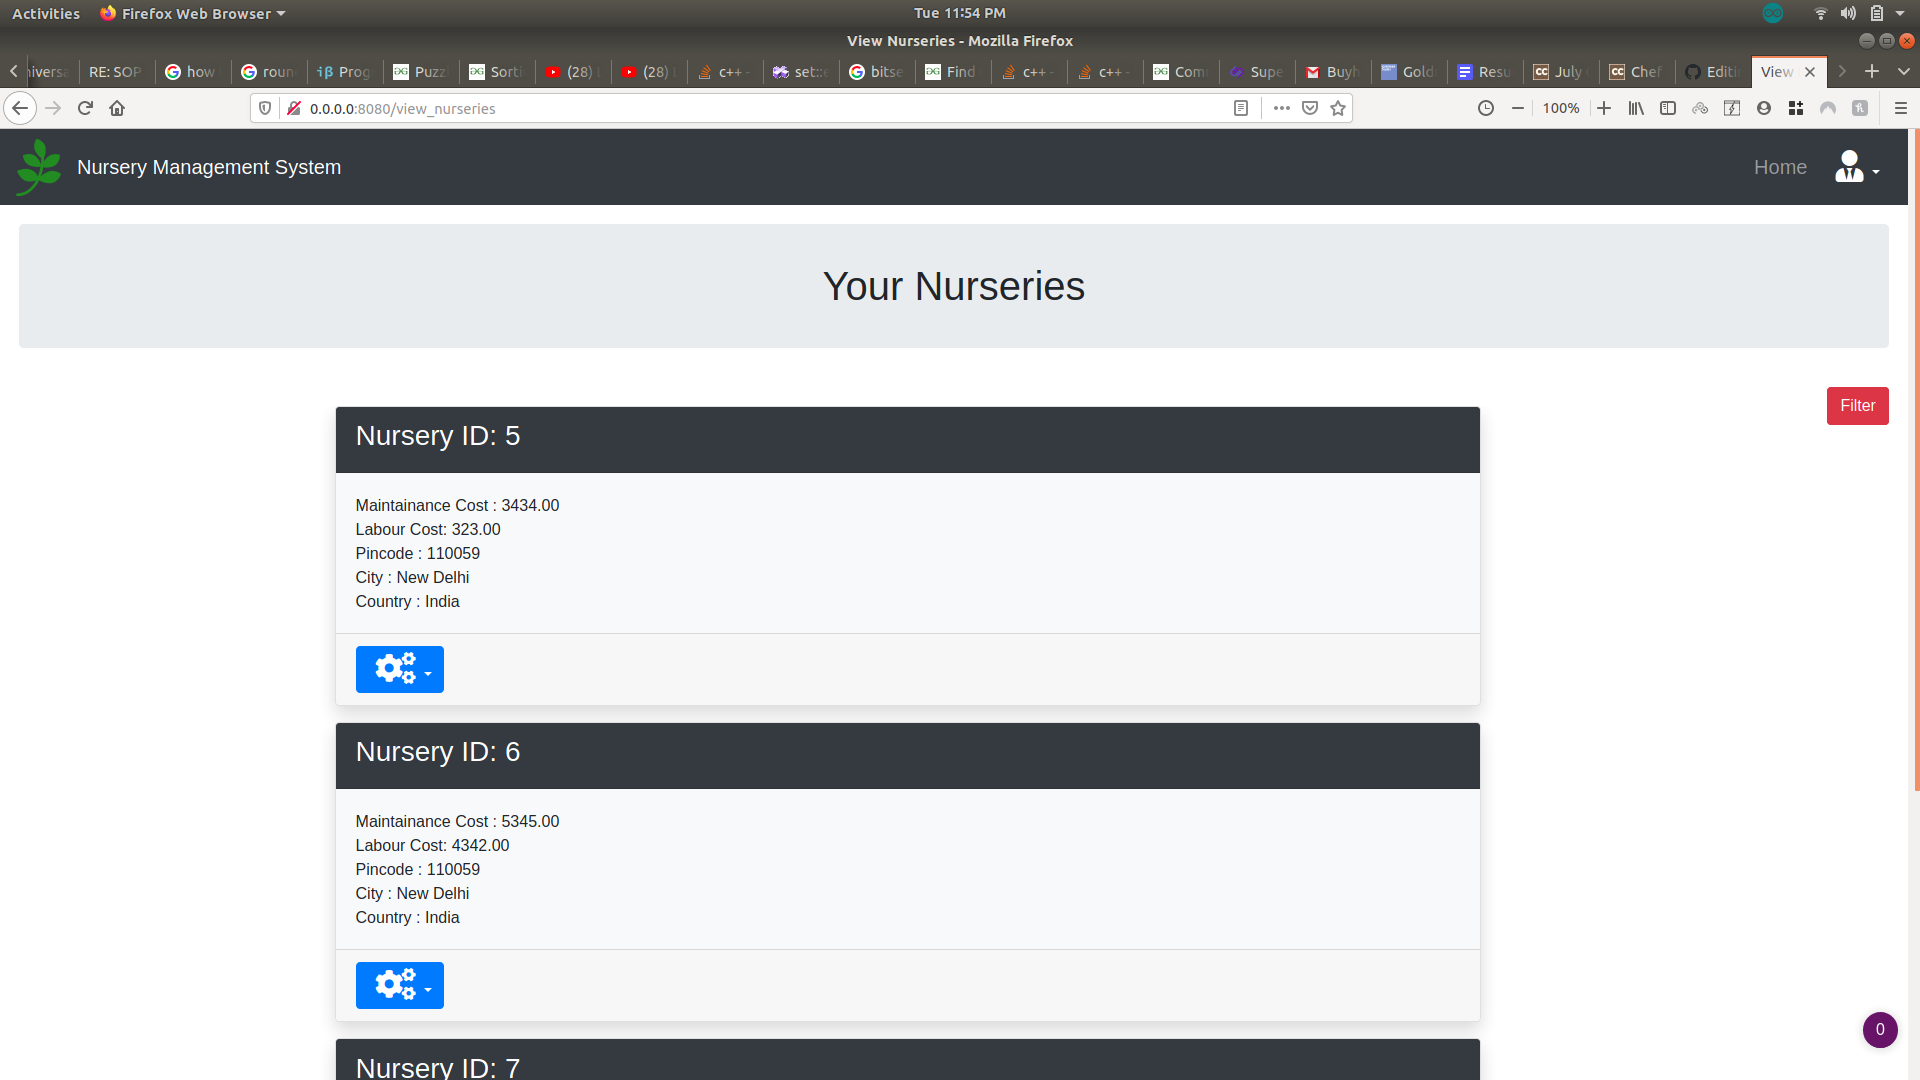 Activities Firefox Web Browser Tue 11:54 PM
View Nurseries - Mozilla Firefox
RE: SOP how roun Prog Puzz Sorti (28) (28) c++ - set:: bitse Find c++ - c++ - Com Supe Buyh Gold Resu July Chef Editi View
0.0.0.0:8080/view_nurseries 100%
Nursery Management System Home
Your Nurseries
Filter
Nursery ID: 5
Maintainance Cost : 3434.00
Labour Cost: 323.00
Pincode : 110059
City : New Delhi
Country : India
Nursery ID: 6
Maintainance Cost : 5345.00
Labour Cost: 4342.00
Pincode : 110059
City : New Delhi
Country : India
0
Nursery ID: 7